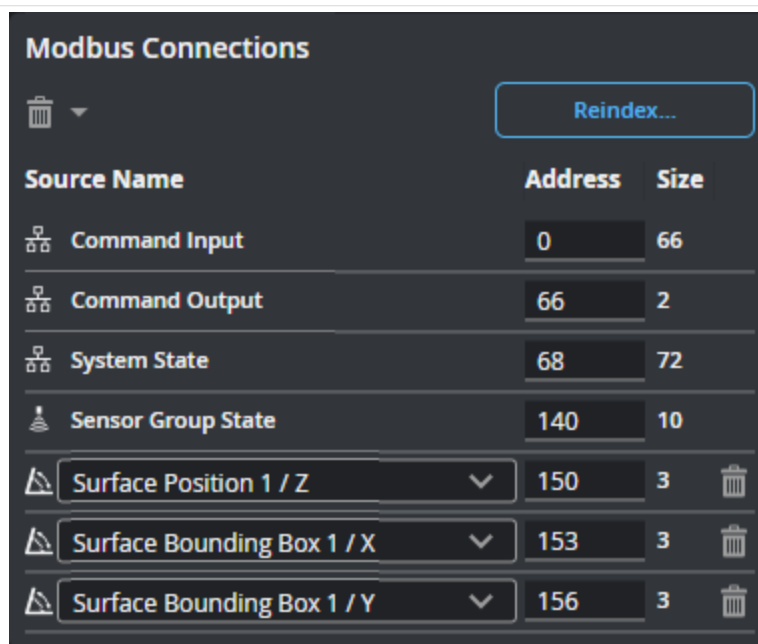 Modbus Connections
Reindex...
Source Name Address Size
Command Input 0 66
Command Output 66 2
System State 68 72
Sensor Group State 140 10
Surface Position 1 / Z 150 3
Surface Bounding Box 1 / X 153 3
Surface Bounding Box 1 / Y 156 3